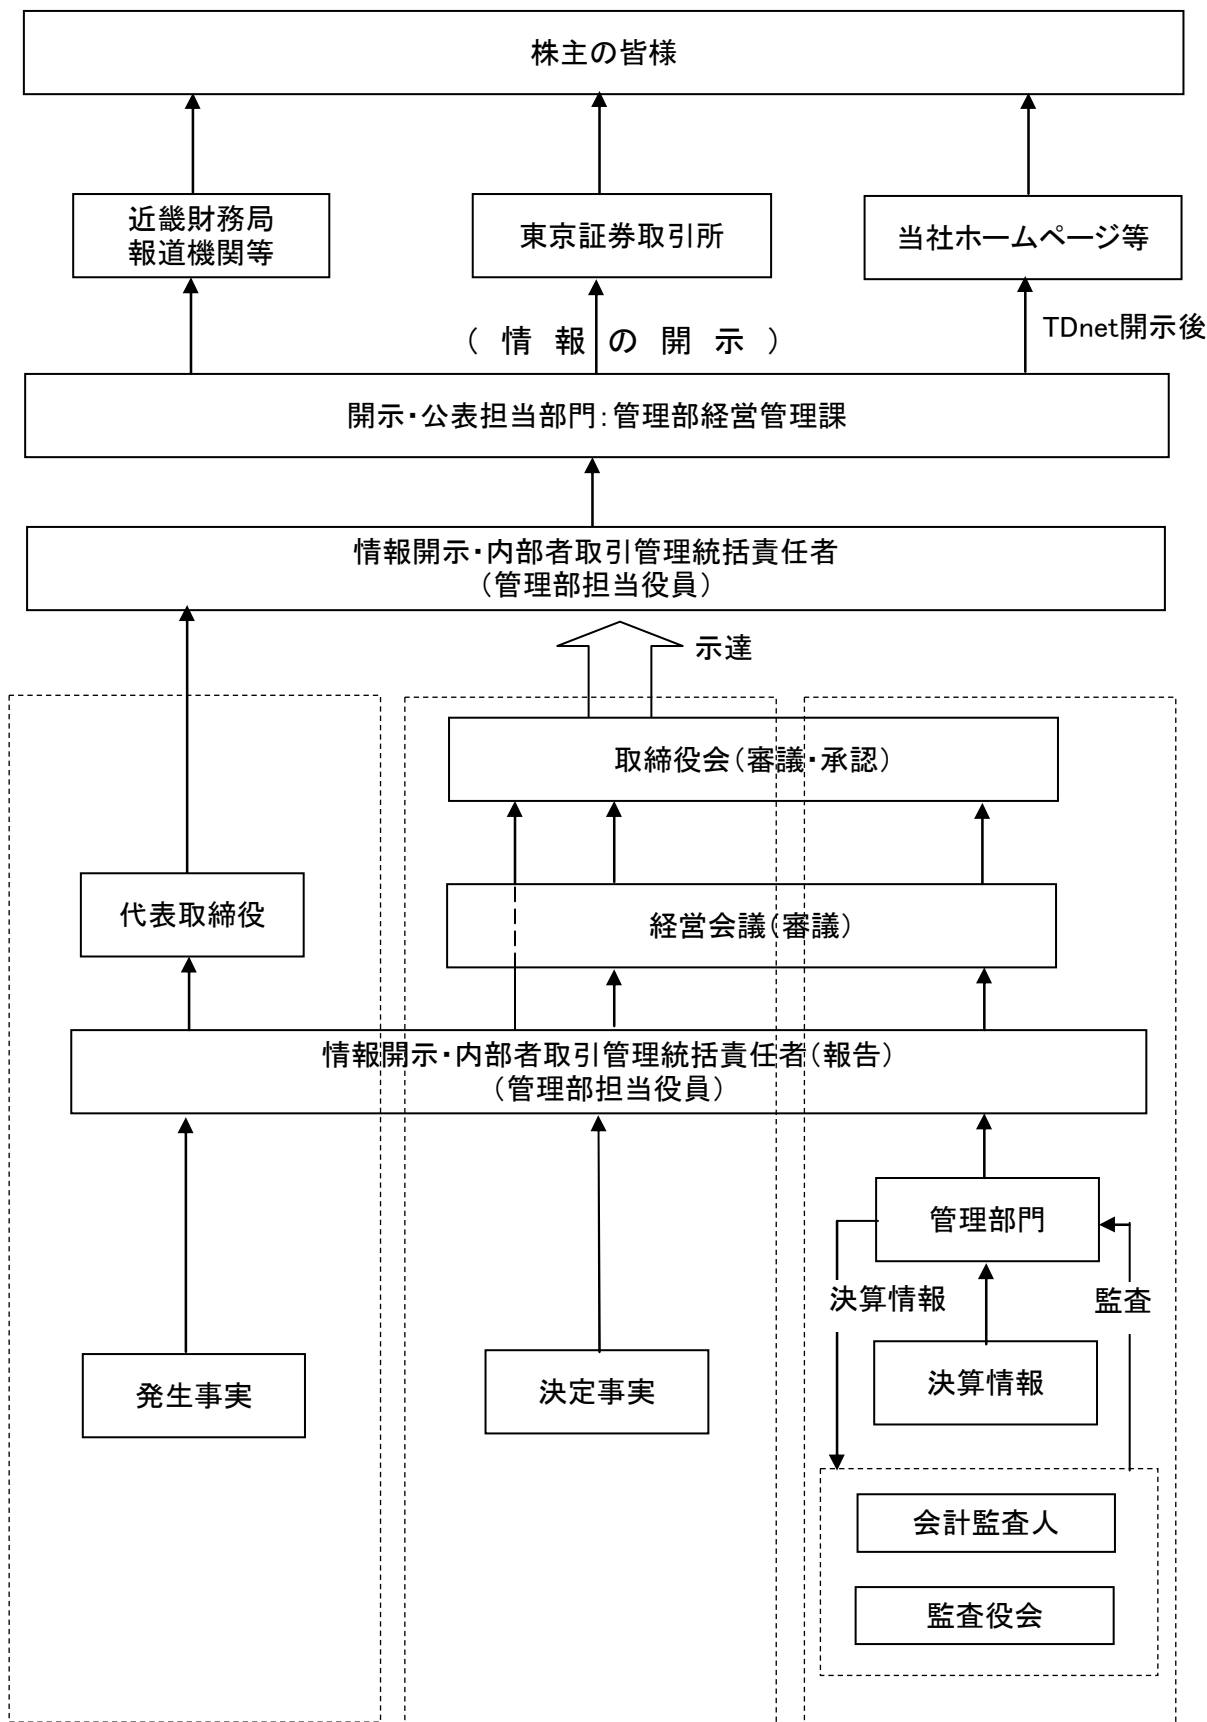 株主の皆様
近畿財務局
報道機関等
東京証券取引所
当社ホームページ等
(情報の開示)
TDnet開示後
開示・公表担当部門:管理部経営管理課
情報開示・内部者取引管理統括責任者
(管理部担当役員)
示達
取締役会(審議・承認)
代表取締役
経営会議(審議)
情報開示・内部者取引管理統括責任者(報告)
(管理部担当役員)
管理部門
決算情報
監査
発生事実
決定事実
決算情報
会計監査人
監査役会